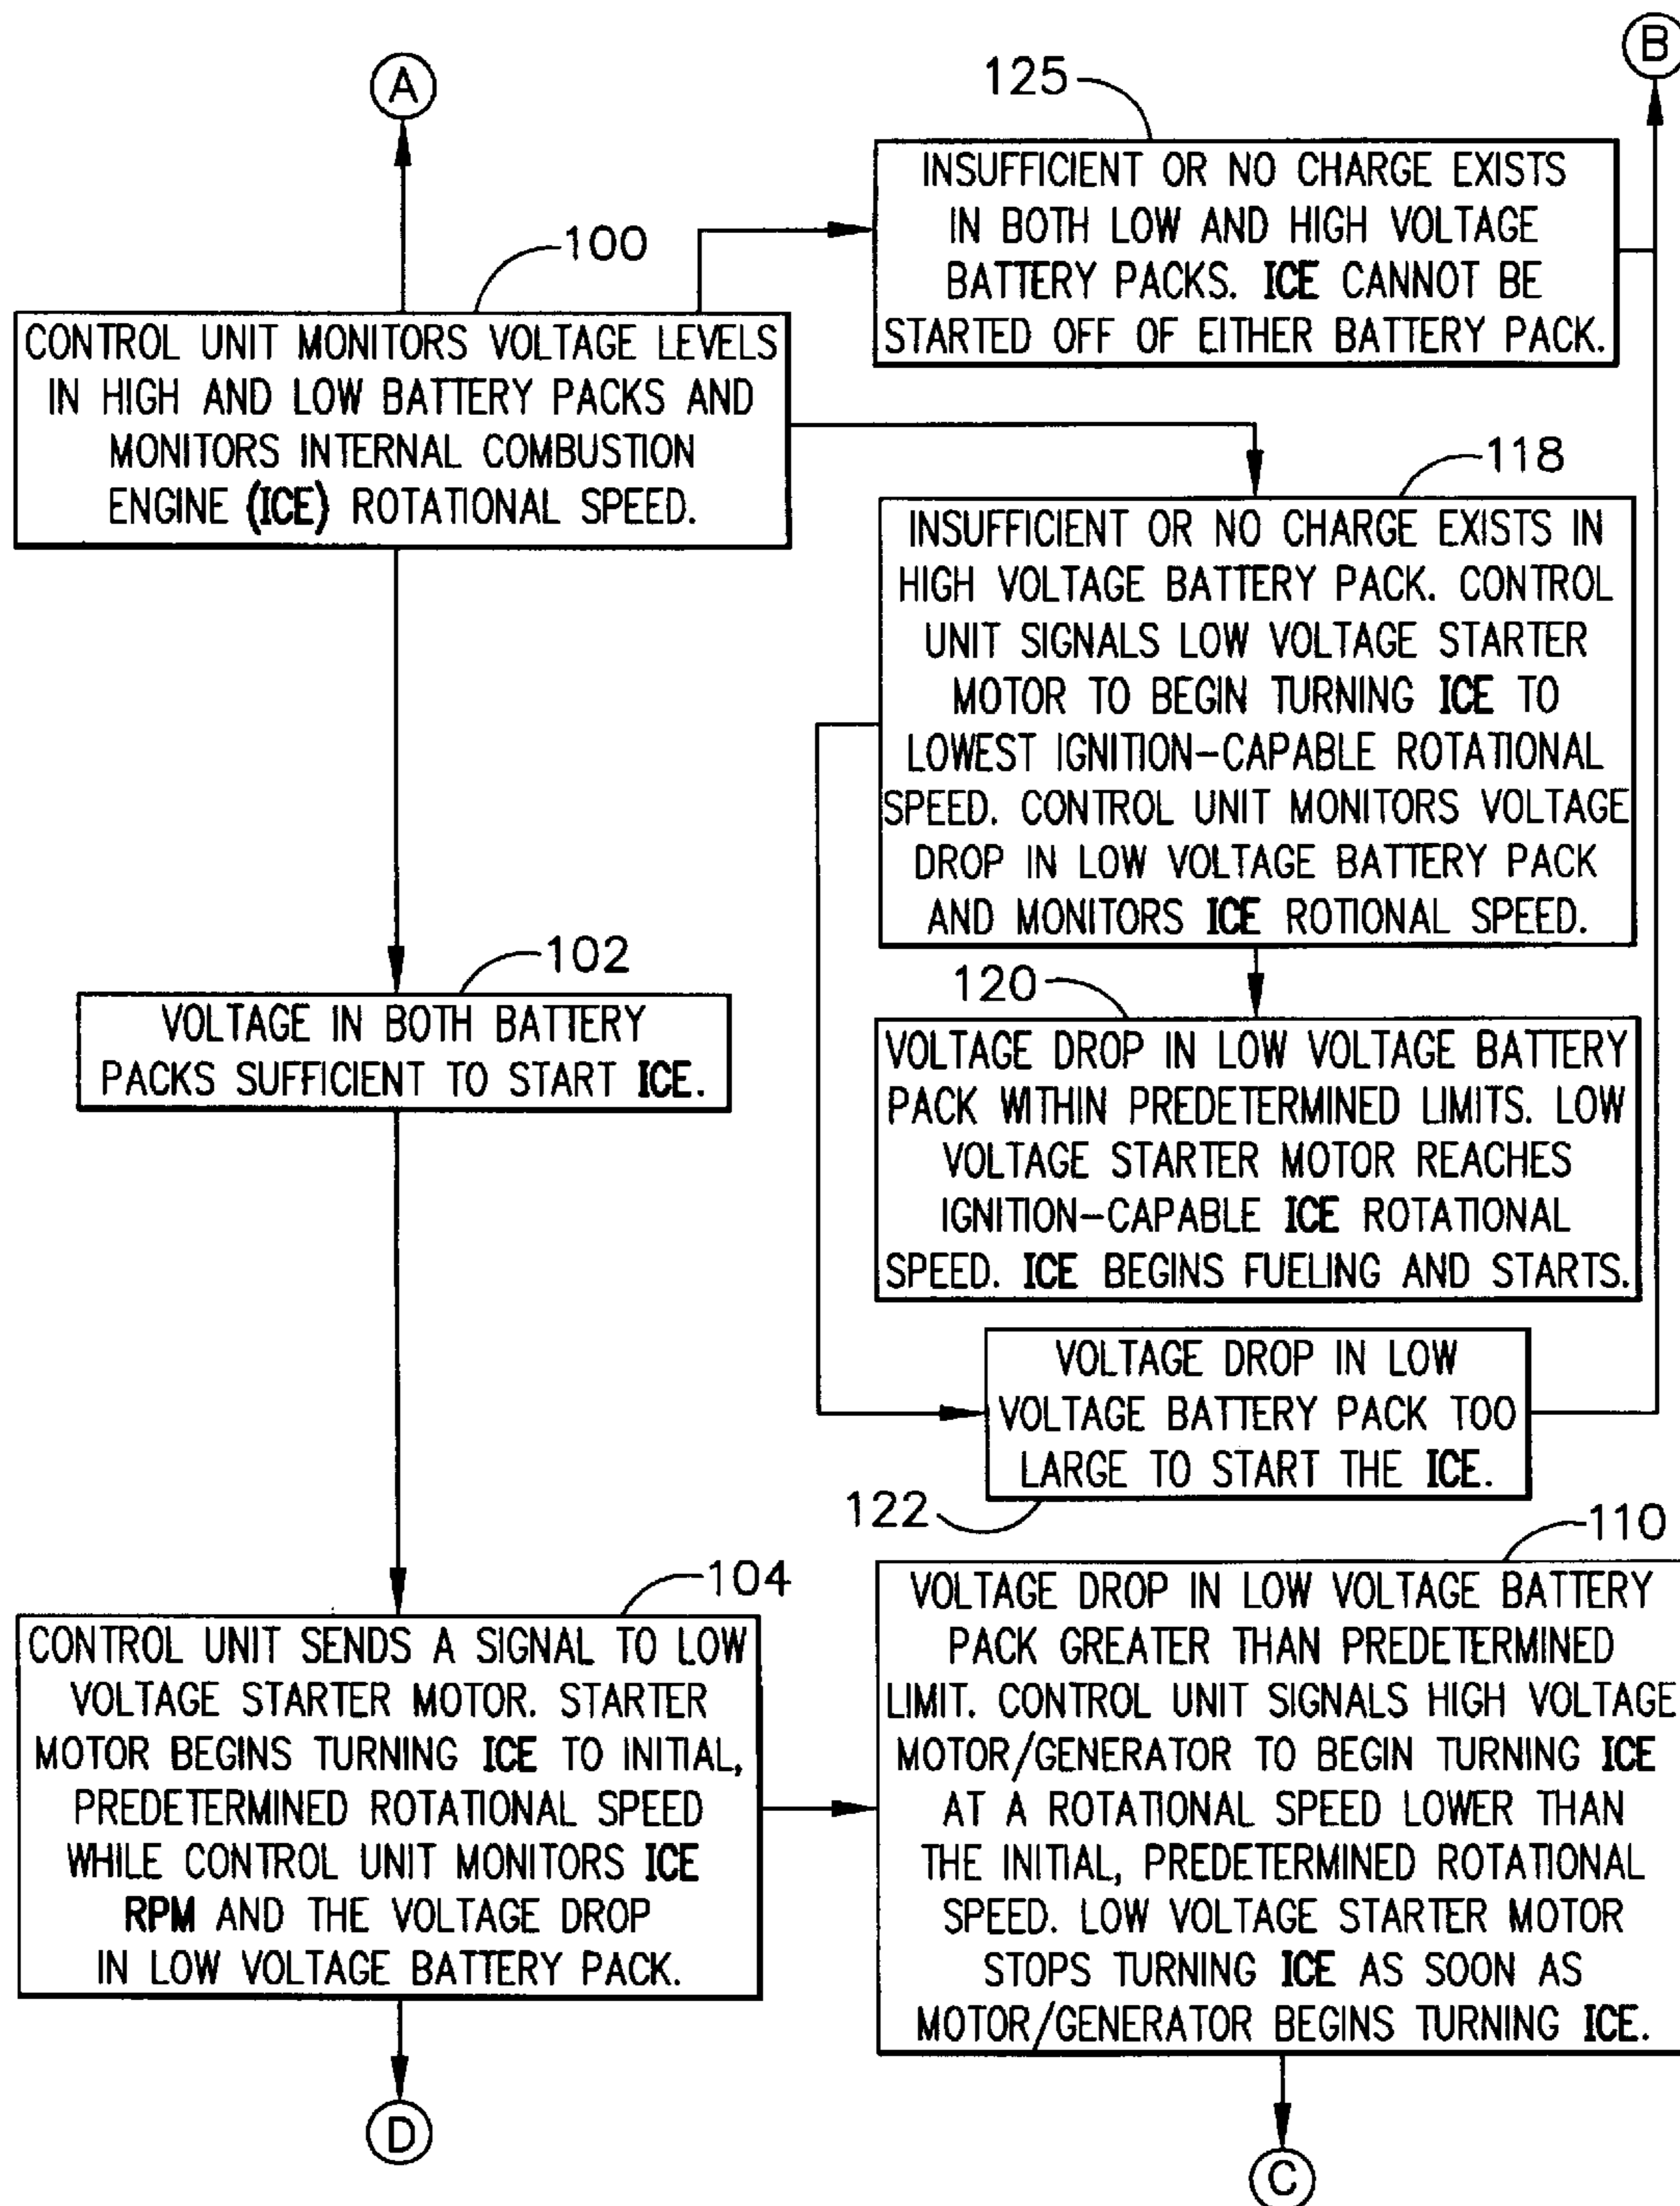 A
B
125
INSUFFICIENT OR NO CHARGE EXISTS
IN BOTH LOW AND HIGH VOLTAGE
BATTERY PACKS. ICE CANNOT BE
STARTED OFF OF EITHER BATTERY PACK.
100
CONTROL UNIT MONITORS VOLTAGE LEVELS
IN HIGH AND LOW BATTERY PACKS AND
MONITORS INTERNAL COMBUSTION
ENGINE (ICE) ROTATIONAL SPEED.
118
INSUFFICIENT OR NO CHARGE EXISTS IN
HIGH VOLTAGE BATTERY PACK. CONTROL
UNIT SIGNALS LOW VOLTAGE STARTER
MOTOR TO BEGIN TURNING ICE TO
LOWEST IGNITION-CAPABLE ROTATIONAL
SPEED. CONTROL UNIT MONITORS VOLTAGE
DROP IN LOW VOLTAGE BATTERY PACK
AND MONITORS ICE ROTIONAL SPEED.
102
VOLTAGE IN BOTH BATTERY
PACKS SUFFICIENT TO START ICE.
120
VOLTAGE DROP IN LOW VOLTAGE BATTERY
PACK WITHIN PREDETERMINED LIMITS. LOW
VOLTAGE STARTER MOTOR REACHES
IGNITION-CAPABLE ICE ROTATIONAL
SPEED. ICE BEGINS FUELING AND STARTS.
VOLTAGE DROP IN LOW
VOLTAGE BATTERY PACK TOO
LARGE TO START THE ICE.
122
104
CONTROL UNIT SENDS A SIGNAL TO LOW
VOLTAGE STARTER MOTOR. STARTER
MOTOR BEGINS TURNING ICE TO INITIAL,
PREDETERMINED ROTATIONAL SPEED
WHILE CONTROL UNIT MONITORS ICE
RPM AND THE VOLTAGE DROP
IN LOW VOLTAGE BATTERY PACK.
110
VOLTAGE DROP IN LOW VOLTAGE BATTERY
PACK GREATER THAN PREDETERMINED
LIMIT. CONTROL UNIT SIGNALS HIGH VOLTAGE
MOTOR/GENERATOR TO BEGIN TURNING ICE
AT A ROTATIONAL SPEED LOWER THAN
THE INITIAL, PREDETERMINED ROTATIONAL
SPEED. LOW VOLTAGE STARTER MOTOR
STOPS TURNING ICE AS SOON AS
MOTOR/GENERATOR BEGINS TURNING ICE.
D
C